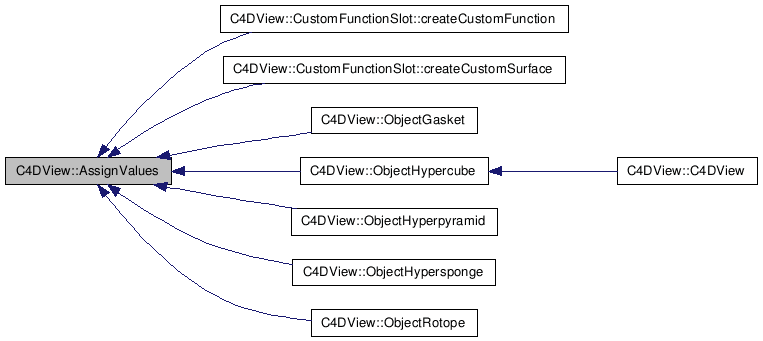 C4DView::CustomFunctionSlot::createCustomFunction
C4DView::CustomFunctionSlot::createCustomSurface
C4DView::ObjectGasket
C4DView::AssignValues
C4DView::ObjectHypercube
C4DView::C4DView
C4DView::ObjectHyperpyramid
C4DView::ObjectHypersponge
C4DView::ObjectRotope